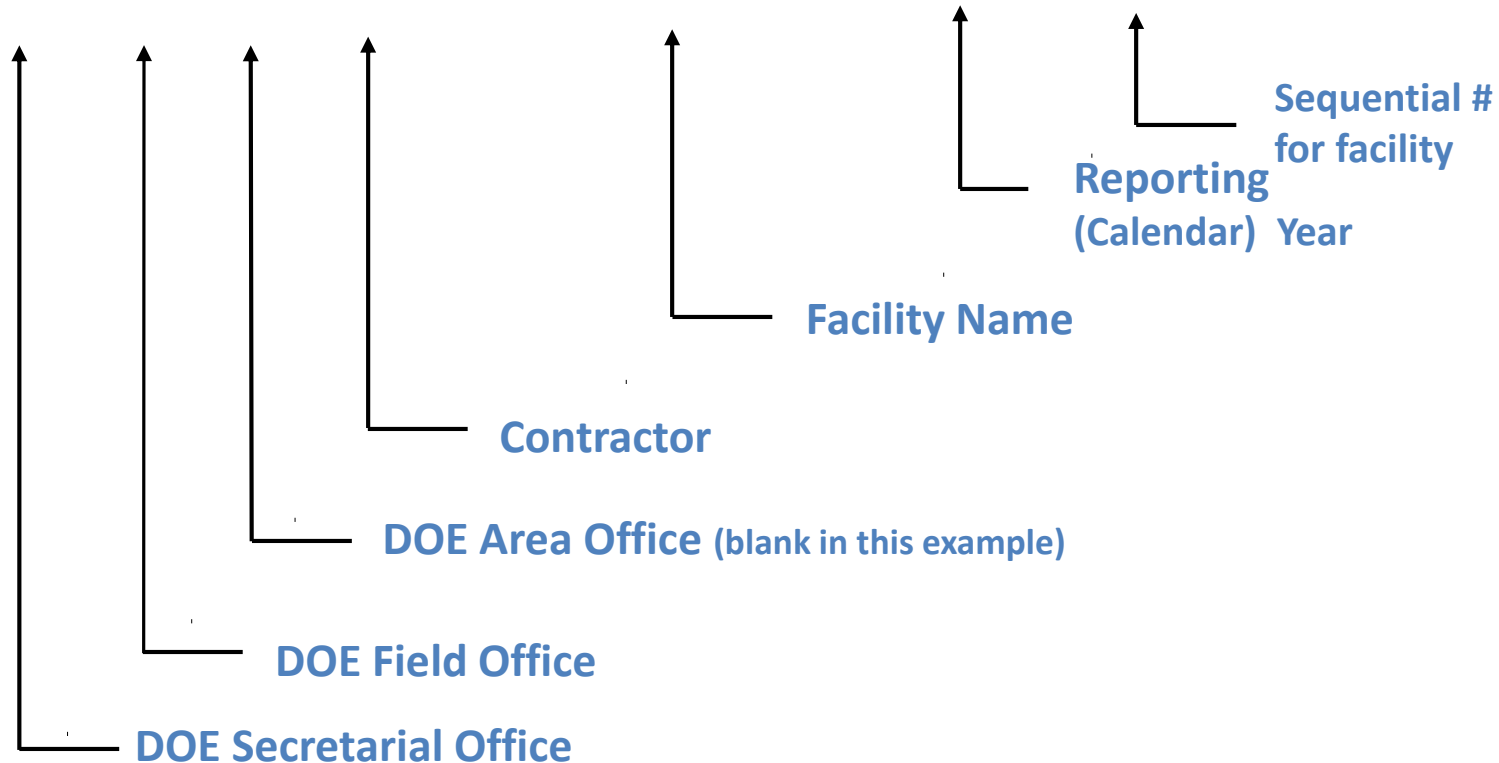 Sequential #
for facility
Reporting
(Calendar) Year
Facility Name
Contractor
DOE Area Office (blank in this example)
DOE Field Office
DOE Secretarial Office